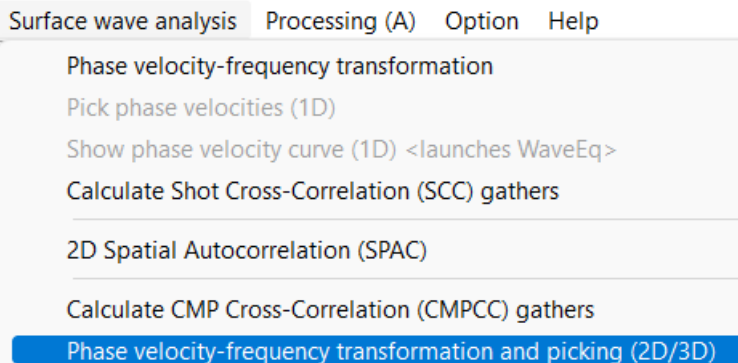 Surface wave analysis Processing (A) Option Help
Phase velocity-frequency transformation
Pick phase velocities (1D)
Show phase velocity curve (1D) <launches WaveEq>
Calculate Shot Cross-Correlation (SCC) gathers
2D Spatial Autocorrelation (SPAC)
Calculate CMP Cross-Correlation (CMPCC) gathers
Phase velocity-frequency transformation and picking (2D/3D)